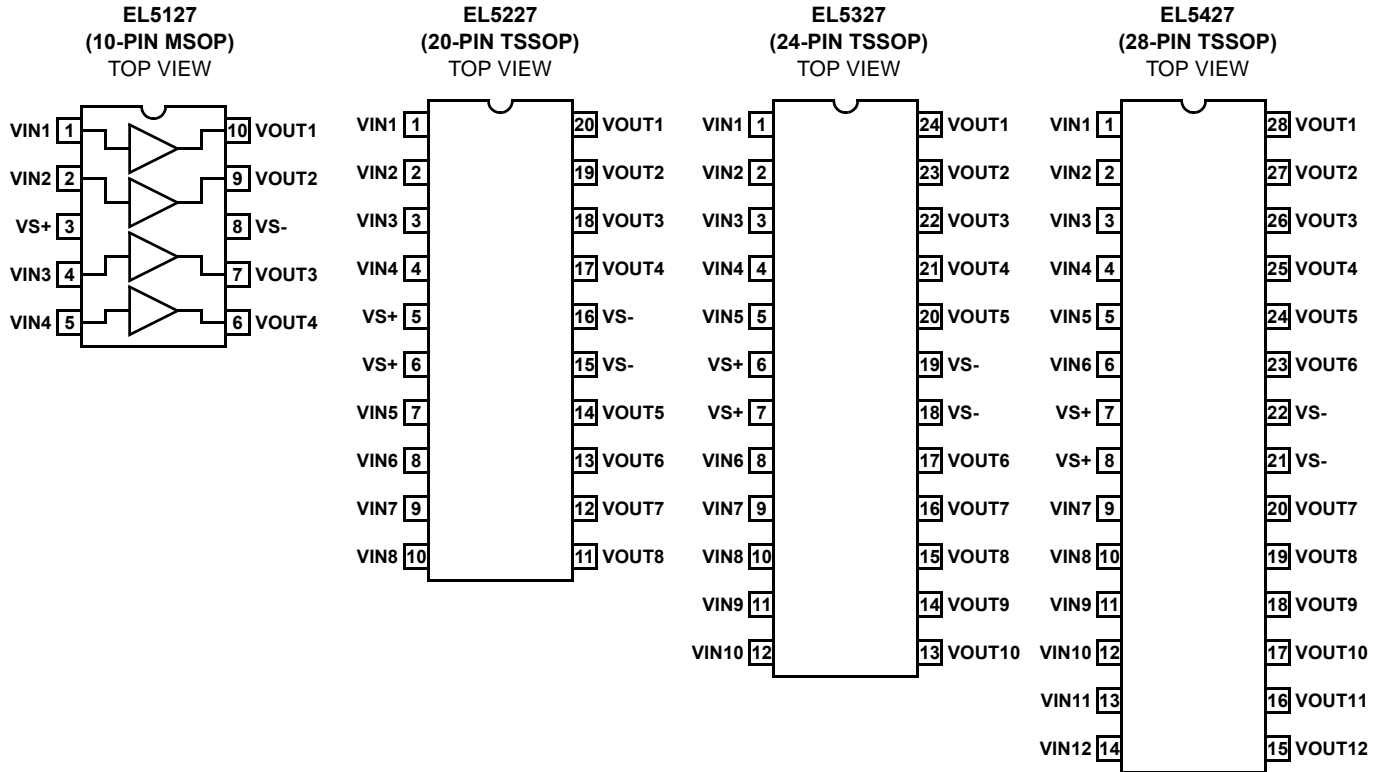 EL5127
(10-PIN MSOP)
TOP VIEW
VIN1 1 10 VOUT1
VIN2 2 9 VOUT2
VS+ 3 8 VS-
VIN3 4 7 VOUT3
VIN4 5 6 VOUT4
EL5227
(20-PIN TSSOP)
TOP VIEW
VIN1 1 20 VOUT1
VIN2 2 19 VOUT2
VIN3 3 18 VOUT3
VIN4 4 17 VOUT4
VS+ 5 16 VS-
VS+ 6 15 VS-
VIN5 7 14 VOUT5
VIN6 8 13 VOUT6
VIN7 9 12 VOUT7
VIN8 10 11 VOUT8
EL5327
(24-PIN TSSOP)
TOP VIEW
VIN1 1 24 VOUT1
VIN2 2 23 VOUT2
VIN3 3 22 VOUT3
VIN4 4 21 VOUT4
VIN5 5 20 VOUT5
VS+ 6 19 VS-
VS+ 7 18 VS-
VIN6 8 17 VOUT6
VIN7 9 16 VOUT7
VIN8 10 15 VOUT8
VIN9 11 14 VOUT9
VIN10 12 13 VOUT10
EL5427
(28-PIN TSSOP)
TOP VIEW
VIN1 1 28 VOUT1
VIN2 2 27 VOUT2
VIN3 3 26 VOUT3
VIN4 4 25 VOUT4
VIN5 5 24 VOUT5
VIN6 6 23 VOUT6
VS+ 7 22 VS-
VS+ 8 21 VS-
VIN7 9 20 VOUT7
VIN8 10 19 VOUT8
VIN9 11 18 VOUT9
VIN10 12 17 VOUT10
VIN11 13 16 VOUT11
VIN12 14 15 VOUT12